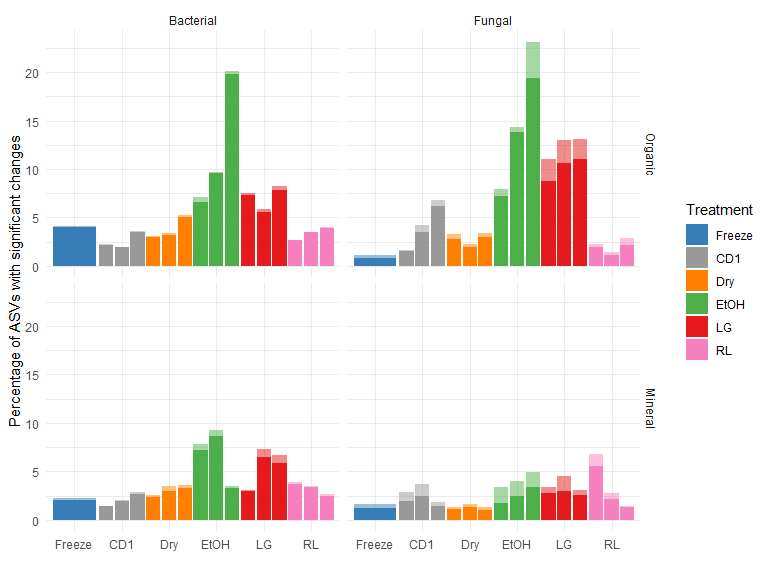 Bacterial
Fungal
Percentage of ASVs with significant changes
20
15
10
5
0
Organic
20
15
10
5
0
Mineral
Freeze CD1 Dry EtOH LG RL
Freeze CD1 Dry EtOH LG RL
Treatment
Freeze
CD1
Dry
EtOH
LG
RL